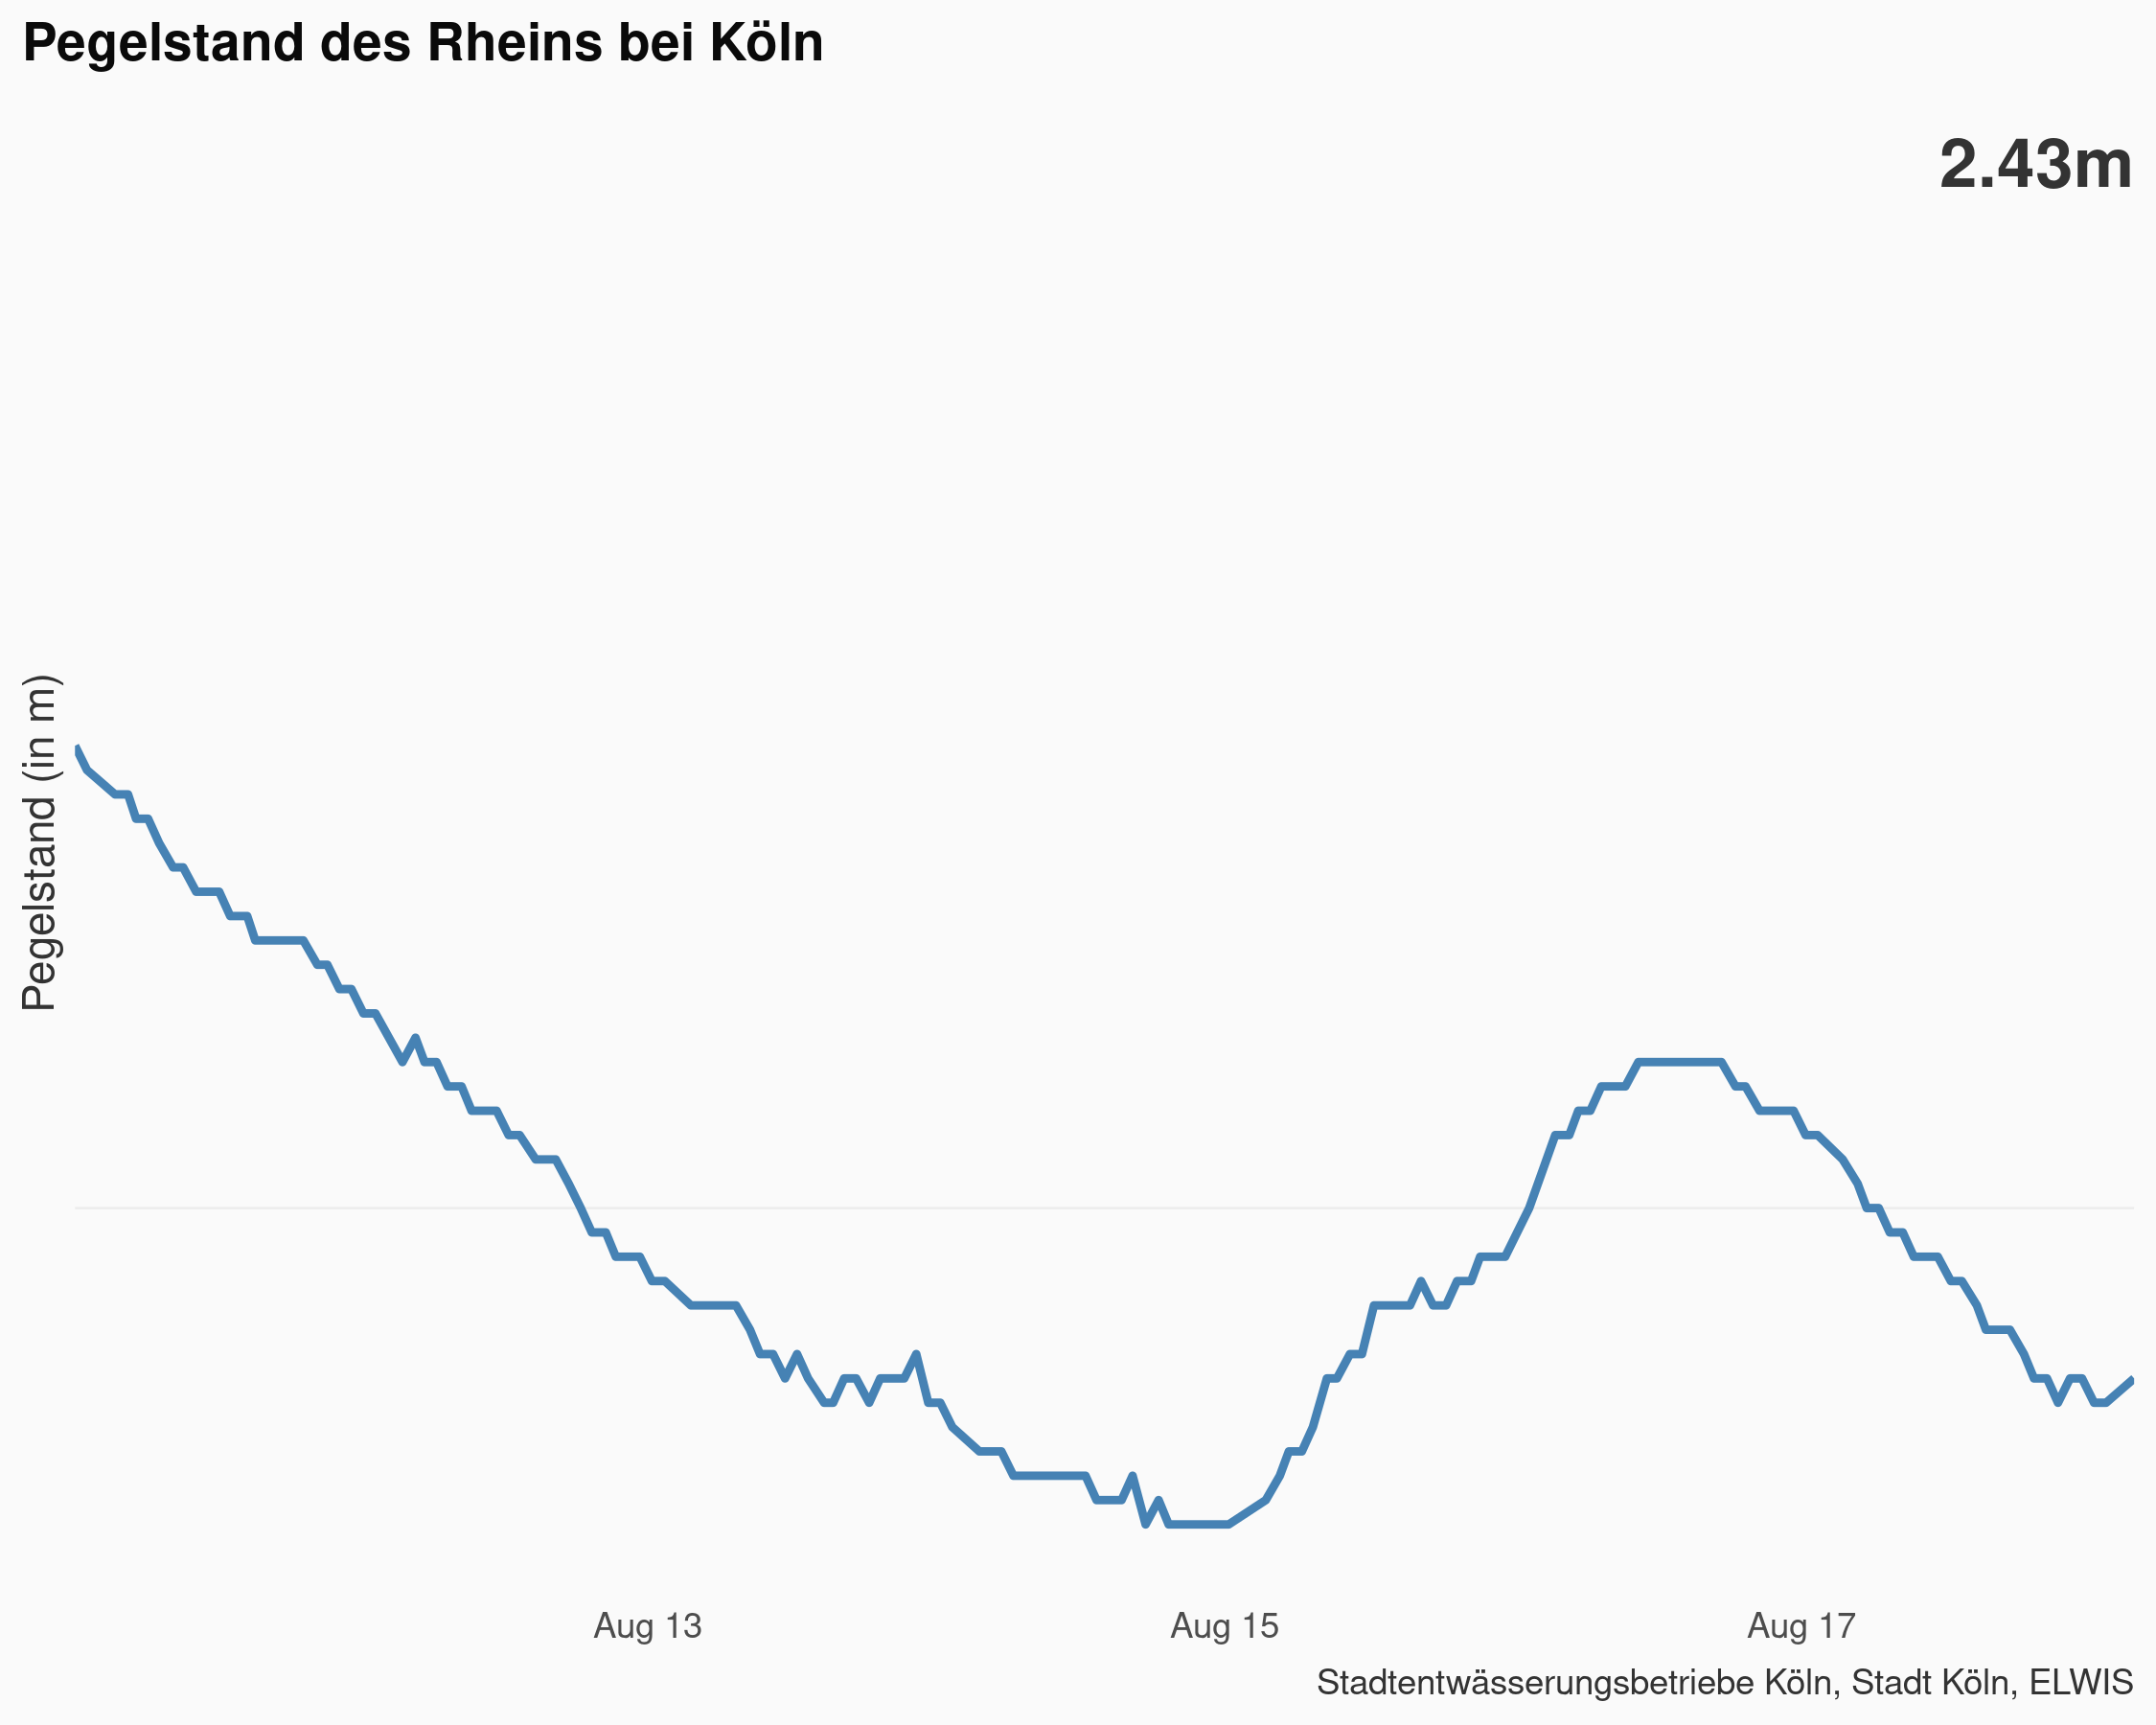 Pegelstand des Rheins bei Köln
2.43m
Pegelstand (in m)
Aug 13
Aug 15
Aug 17
Stadtentwässerungsbetriebe Köln, Stadt Köln, ELWIS